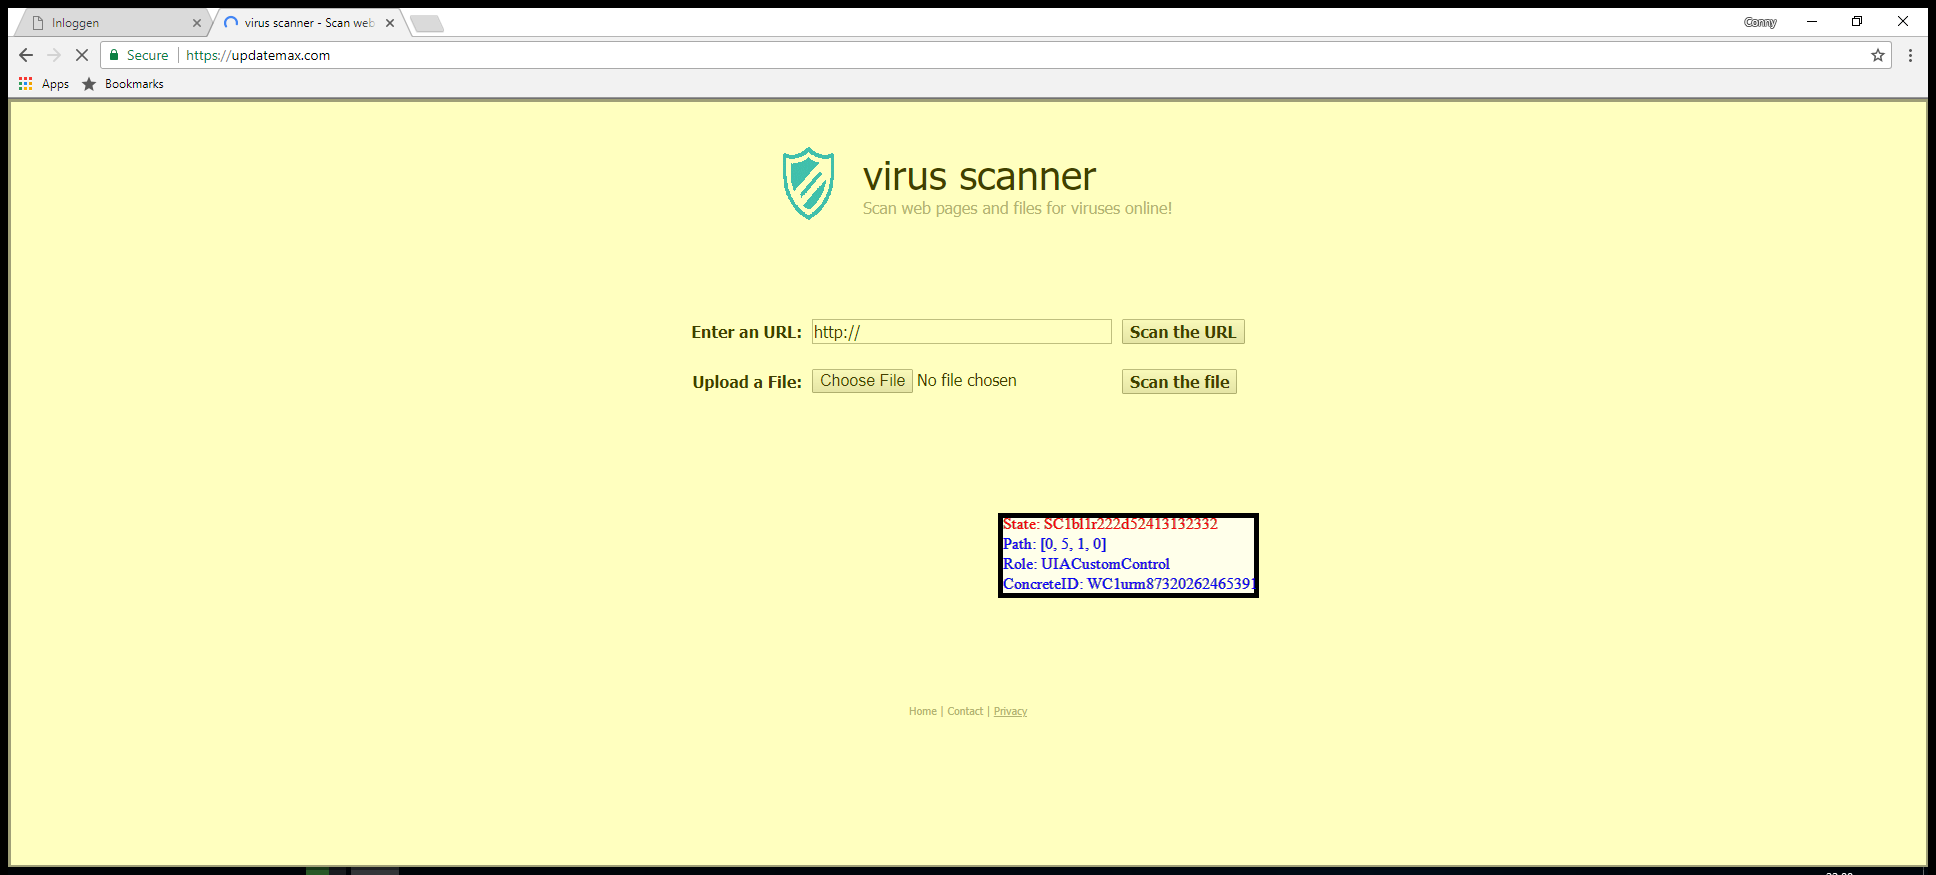 Inloggen
virus scanner - Scan web
Conny
Secure
https://updatemax.com
Apps
Bookmarks
virus scanner
Scan web pages and files for viruses online!
Enter an URL: http:// Scan the URL
Upload a File: Choose File No file chosen Scan the file
State: SC1bl1r222d52413132332
Path: [0, 5, 1, 0]
Role: UIACustomControl
ConcreteID: WC1urm87320262465391
Home | Contact | Privacy